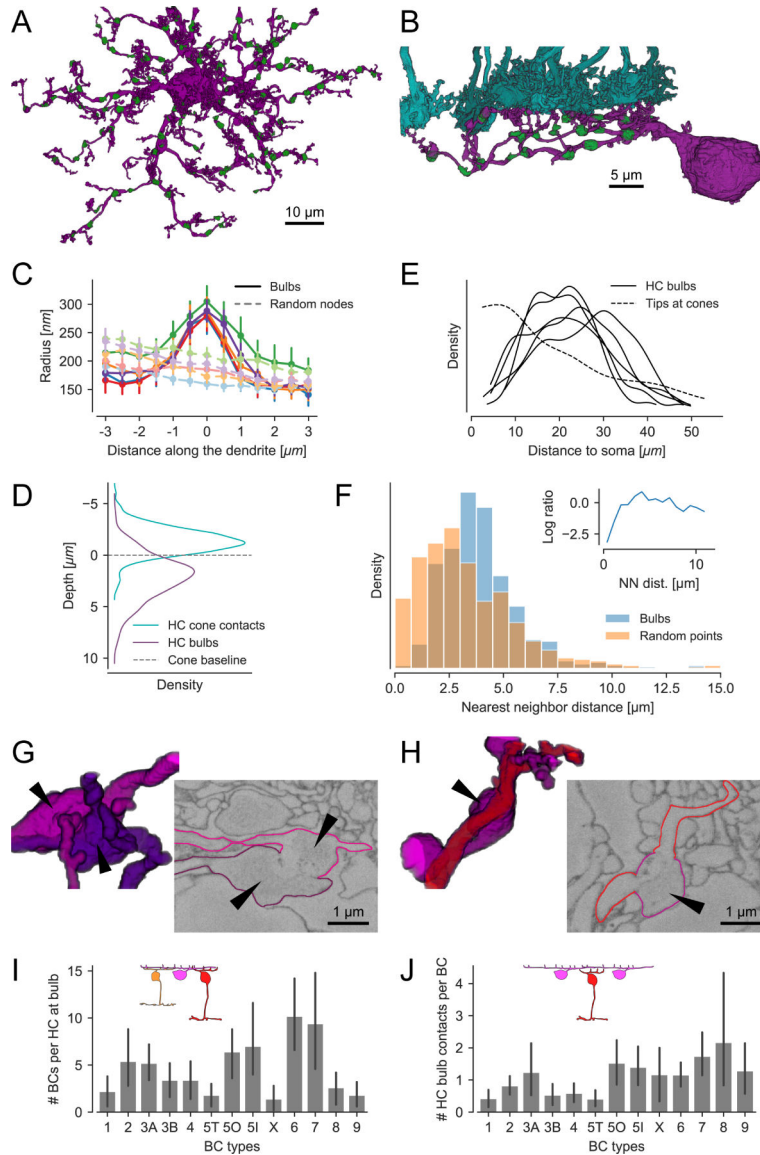 A
B
10 µm
5 µm
C
E
Bulbs
Random nodes
HC bulbs
Tips at cones
Radius [nm]
300
250
200
150
Density
-3 -2 -1 0 1 2 3
Distance along the dendrite [µm]
0 10 20 30 40 50
Distance to soma [µm]
D
F
Depth [µm]
−5
0
5
10
HC cone contacts
HC bulbs
Cone baseline
Density
Density
Log ratio
0.0
−2.5
0 10
NN dist. [µm]
Bulbs
Random points
0.0 2.5 5.0 7.5 10.0 12.5 15.0
Nearest neighbor distance [µm]
G
H
1 µm
1 µm
I
J
# BCs per HC at bulb
15
10
5
0
1 2 3A 3B 4 5T 5O 5I X 6 7 8 9
BC types
# HC bulb contacts per BC
4
3
2
1
0
1 2 3A 3B 4 5T 5O 5I X 6 7 8 9
BC types